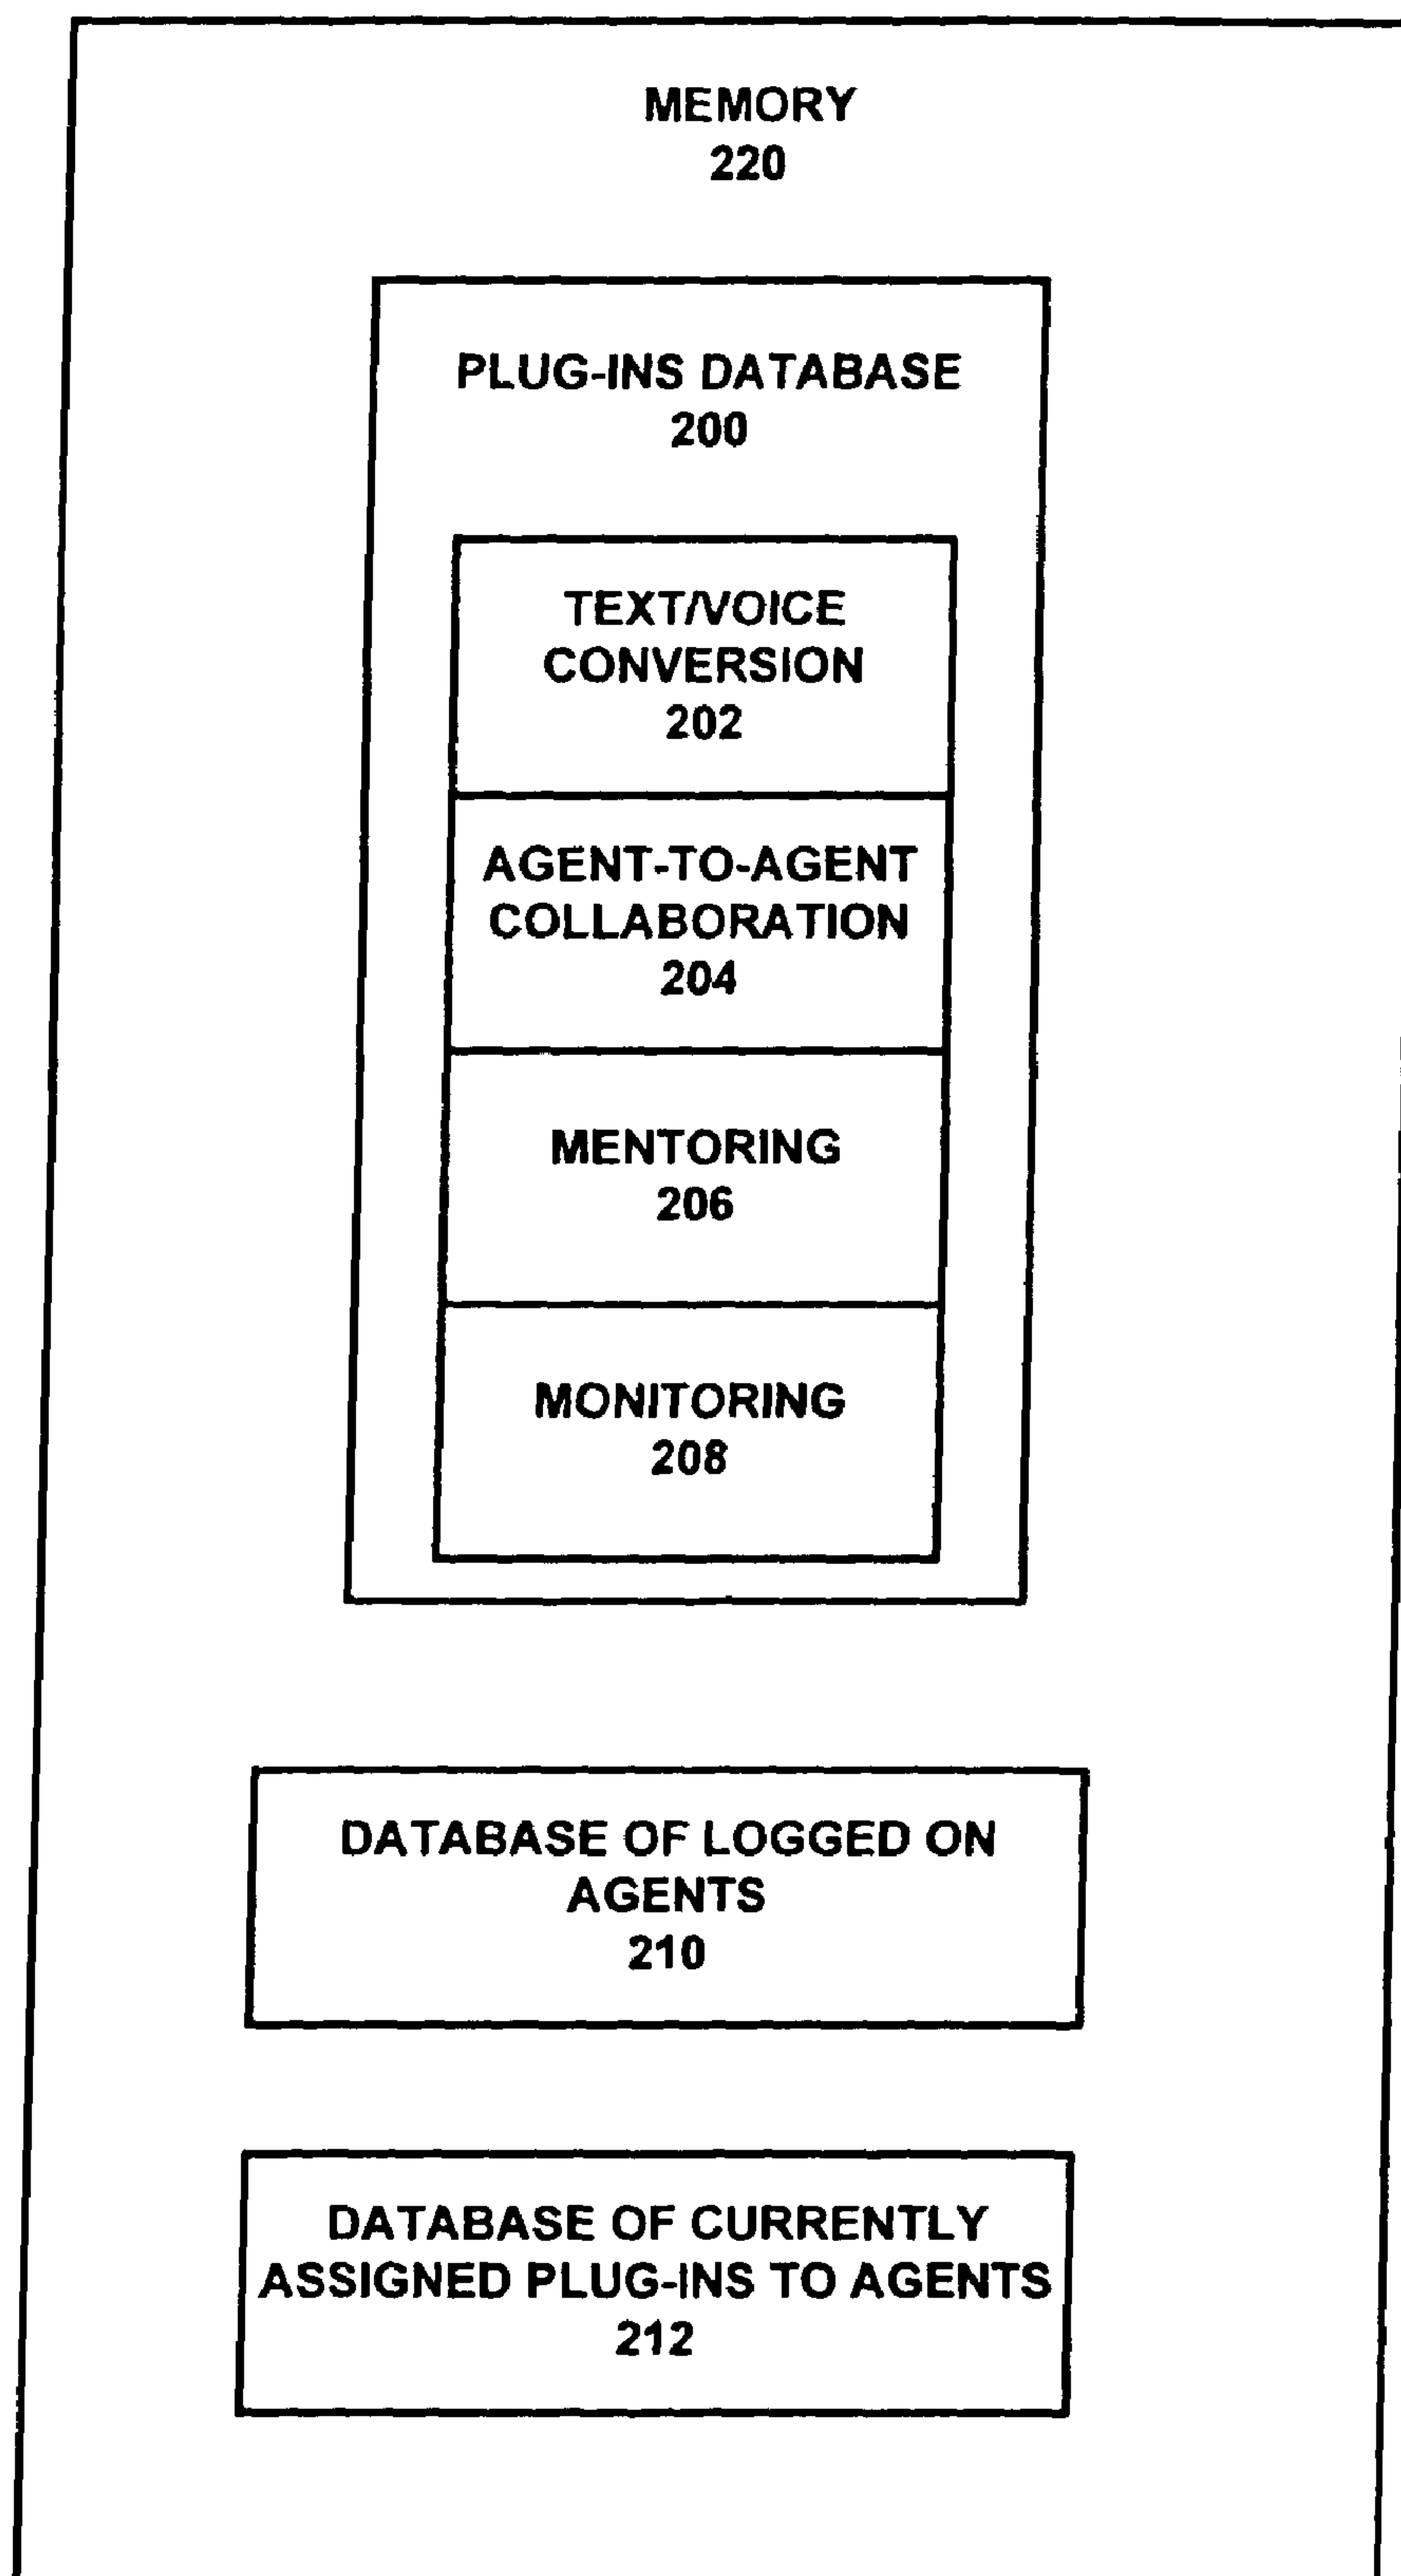 MEMORY
220
PLUG-INS DATABASE
200
TEXT/VOICE
CONVERSION
202
AGENT-TO-AGENT
COLLABORATION
204
MENTORING
206
MONITORING
208
DATABASE OF LOGGED ON
AGENTS
210
DATABASE OF CURRENTLY
ASSIGNED PLUG-INS TO AGENTS
212